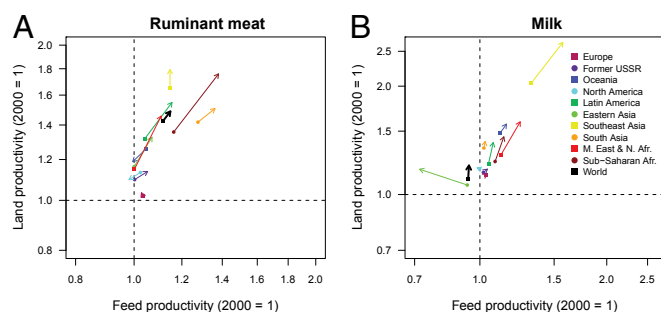 A
Ruminant meat
Land productivity (2000 = 1)
2.0
1.8
1.6
1.4
1.2
1.0
0.8
0.8
1.0
1.2
1.4
1.6
1.8
2.0
Feed productivity (2000 = 1)
B
Milk
Land productivity (2000 = 1)
2.5
2.0
1.5
1.0
0.7
0.7
1.0
1.5
2.0
2.5
Feed productivity (2000 = 1)
Europe
Former USSR
Oceania
North America
Latin America
Eastern Asia
Southeast Asia
South Asia
M. East & N. Afr.
Sub−Saharan Afr.
World